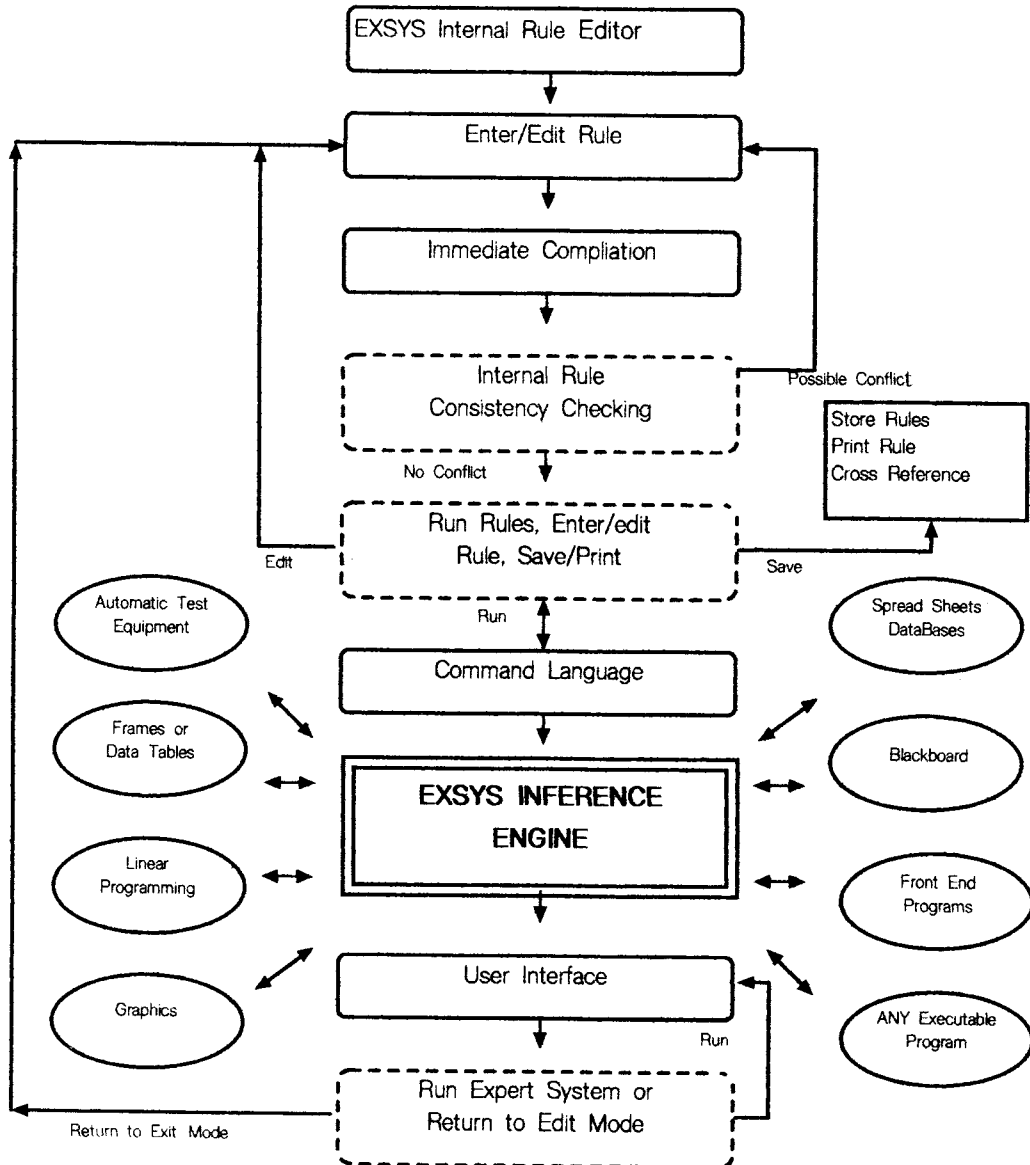 EXSYS Internal Rule Editor
Enter/Edit Rule
Immediate Compliation
Internal Rule
Consistency Checking
Possible Conflict
Store Rules
Print Rule
Cross Reference
No Conflict
Run Rules, Enter/edit
Rule, Save/Print
Edit
Save
Run
Automatic Test
Equipment
Spread Sheets
DataBases
Command Language
Frames or
Data Tables
Blackboard
EXSYS INFERENCE
ENGINE
Linear
Programming
Front End
Programs
User Interface
Graphics
Run
ANY Executable
Program
Run Expert System or
Return to Edit Mode
Return to Exit Mode